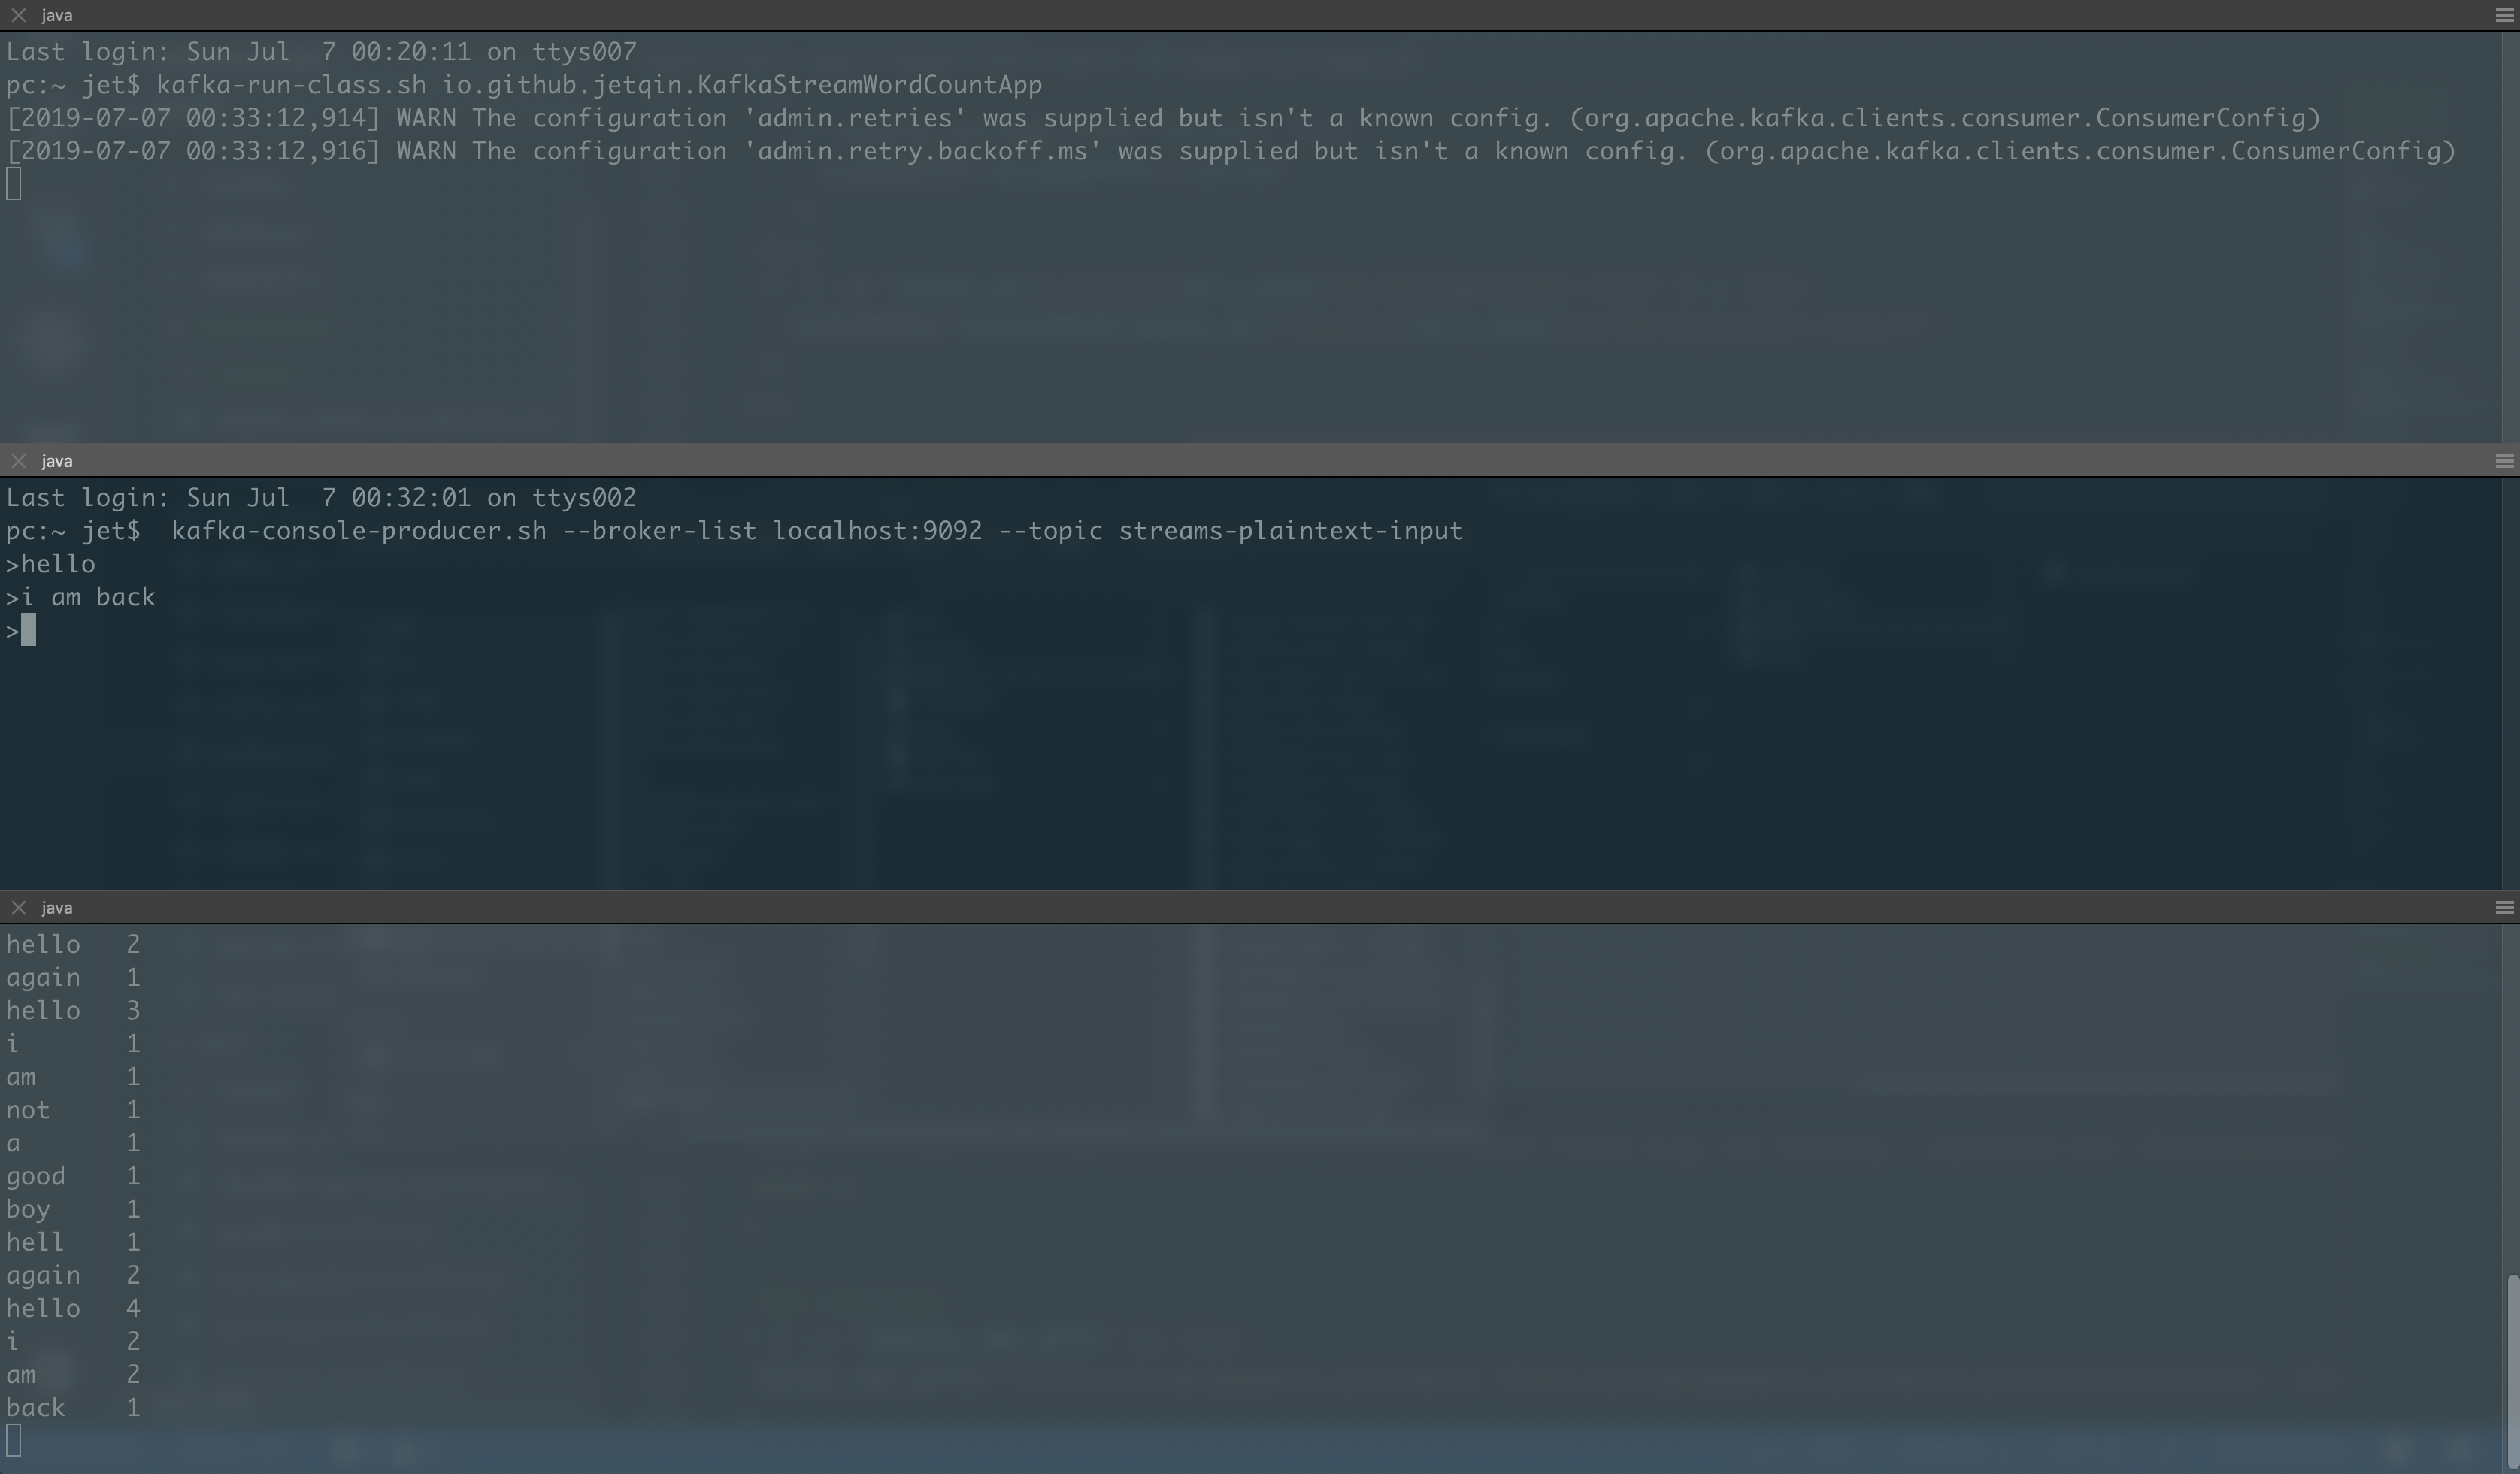 java
Last login: Sun Jul  7 00:20:11 on ttys007
pc:~ jet$ kafka-run-class.sh io.github.jetqin.KafkaStreamWordCountApp
[2019-07-07 00:33:12,914] WARN The configuration 'admin.retries' was supplied but isn't a known config. (org.apache.kafka.clients.consumer.ConsumerConfig)
[2019-07-07 00:33:12,916] WARN The configuration 'admin.retry.backoff.ms' was supplied but isn't a known config. (org.apache.kafka.clients.consumer.ConsumerConfig)
java
Last login: Sun Jul  7 00:32:01 on ttys002
pc:~ jet$  kafka-console-producer.sh --broker-list localhost:9092 --topic streams-plaintext-input
>hello
>i am back
>
java
hello   2
again   1
hello   3
i       1
am      1
not     1
a       1
good    1
boy     1
hell    1
again   2
hello   4
i       2
am      2
back    1